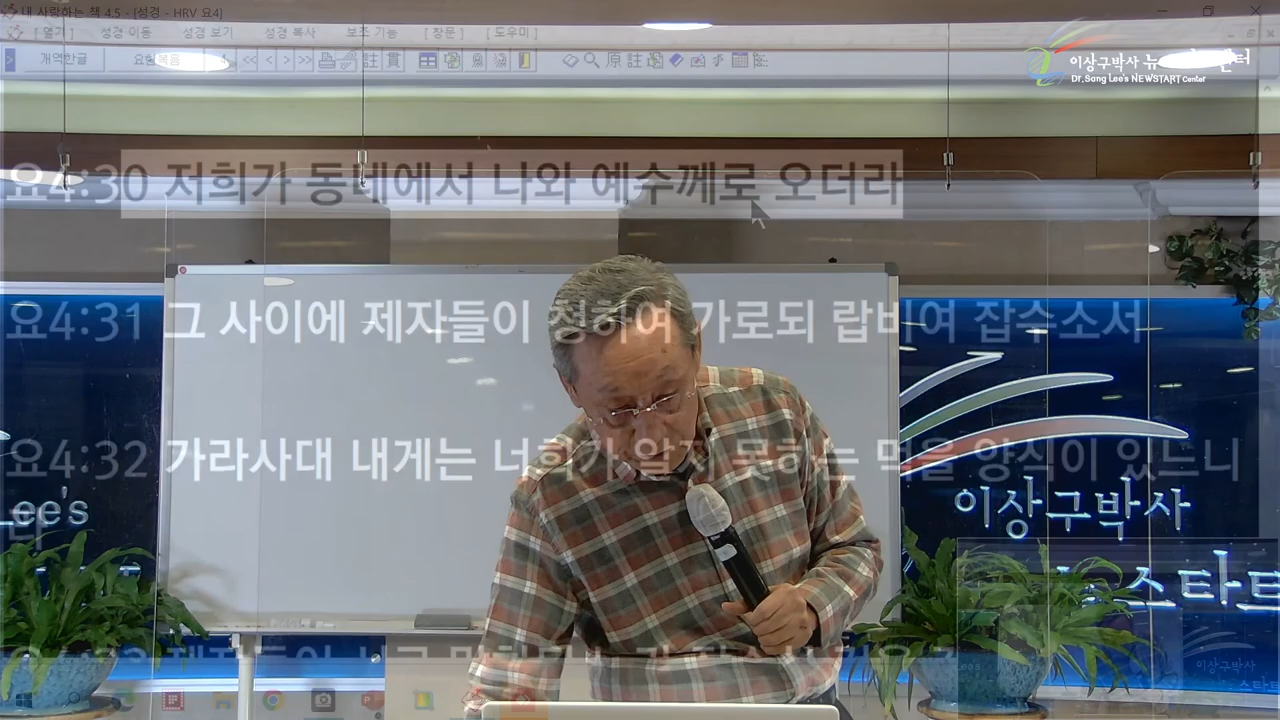 내 사랑하는 책 4.5 - [성경 - HRV 요4]
[열기] 성경 이동 성경 보기 성경 복사 보조 기능 [창문] [도우미]
개역한글 요한복음 4
이상구박사
Dr. Sang Lee's NEWSTART Center
요4:30 저희가 동네에서 나와 예수께로 오더라
요4:31 그 사이에 제자들이 청하여 가로되 랍비여 잡수소서
요4:32 가라사대 내게는 너희가 알지 못하는 먹을 양식이 있느니
라
ee's
이상구박사
스타트
이상구박사